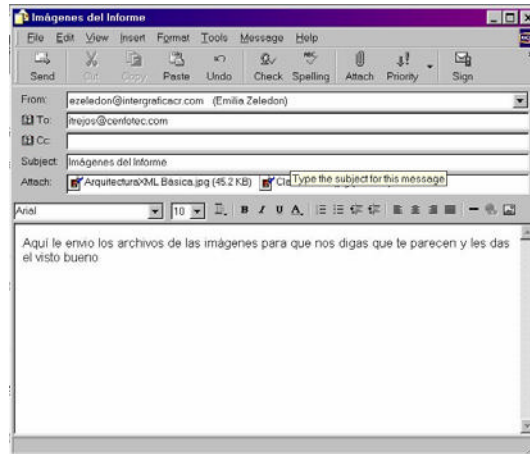 Imágenes del Informe
File Edit View Insert Format Tools Message Help
Send Cut Copy Paste Undo Check Spelling Attach Priority Sign
From: ezeledon@intergraficacr.com (Emilia Zeledon)
To: itrejos@cenfotec.com
Cc:
Subject: Imágenes del Informe
Attach: ArquitecturaXML Básica.jpg (45.2 KB)
Type the subject for this message
Arial 10 B I U A
Aquí le envio los archivos de las imágenes para que nos digas que te parecen y les das
el visto bueno